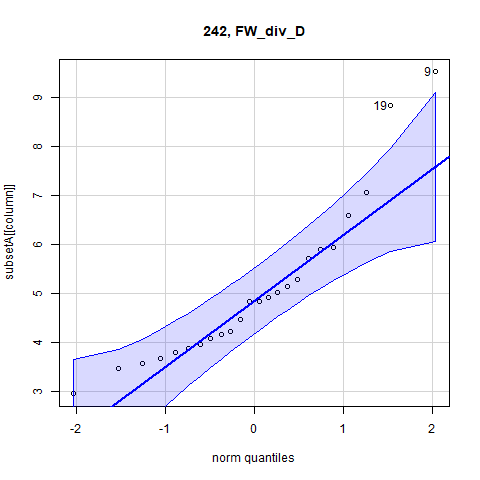 242, FW_div_D
9
19
9
8
7
6
5
4
3
subsetA[[column]]
-2 -1 0 1 2
norm quantiles